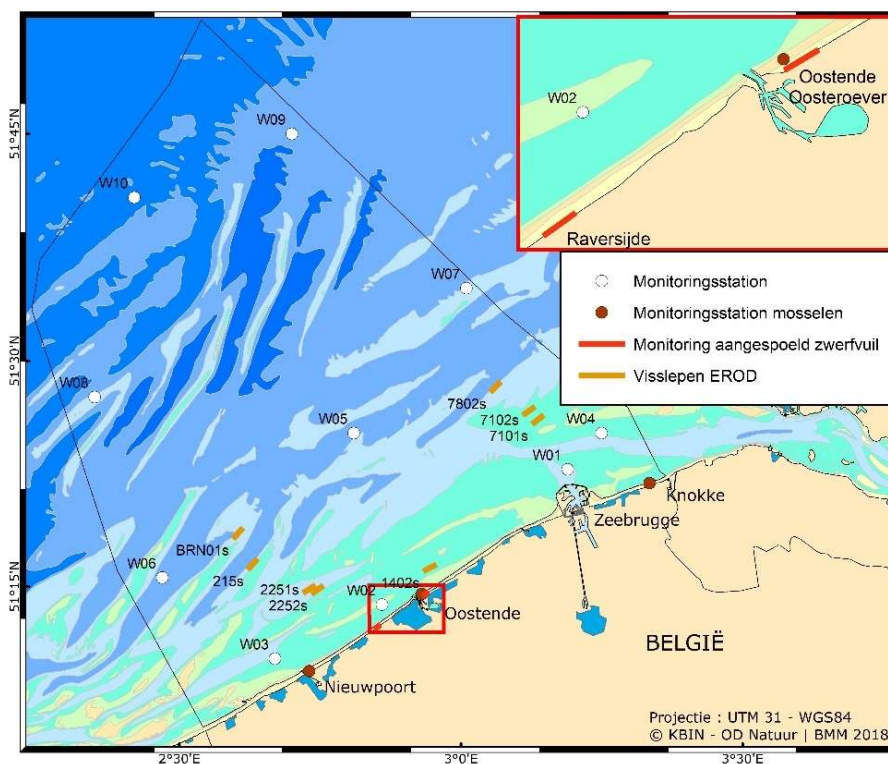 W02
Oostende
Oosteroever
Raversijde
Monitoringsstation
Monitoringsstation mosselen
Monitoring aangespoeld zwerfvuil
Visslepen EROD
51°45'N
51°30'N
51°15'N
W09
W10
W07
W08
7802s
7102s
7101s
W04
W05
W01
Knokke
Zeebrugge
BRN01s
W06
215s
2251s
2252s
W02
1402s
Oostende
W03
Nieuwpoort
BELGIË
Projectie : UTM 31 - WGS84
© KBIN - OD Natuur | BMM 2018
2°30'E
3°0'E
3°30'E